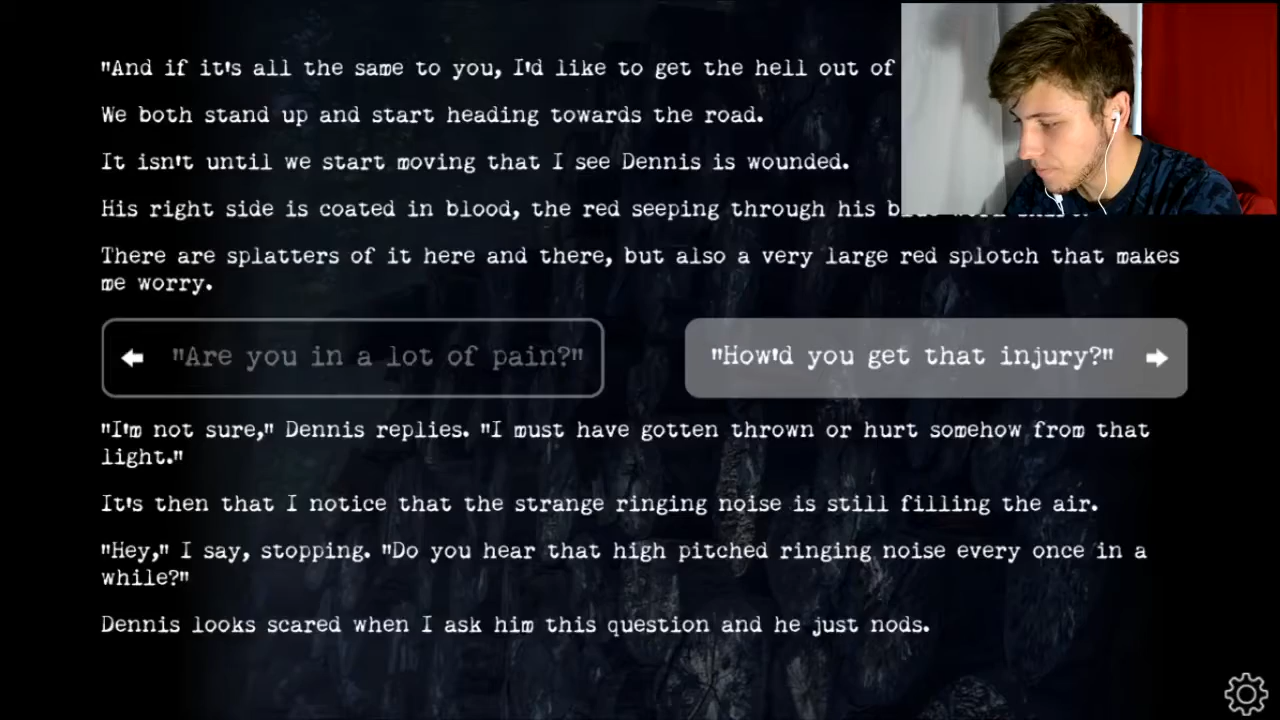 "And if it's all the same to you, I'd like to get the hell out of
We both stand up and start heading towards the road.
It isn't until we start moving that I see Dennis is wounded.
His right side is coated in blood, the red seeping through his
There are splatters of it here and there, but also a very large red splotch that makes
me worry.
"Are you in a lot of pain?"
"How'd you get that injury?"
"I'm not sure," Dennis replies. "I must have gotten thrown or hurt somehow from that
light."
It's then that I notice that the strange ringing noise is still filling the air.
"Hey," I say, stopping. "Do you hear that high pitched ringing noise every once in a
while?"
Dennis looks scared when I ask him this question and he just nods.